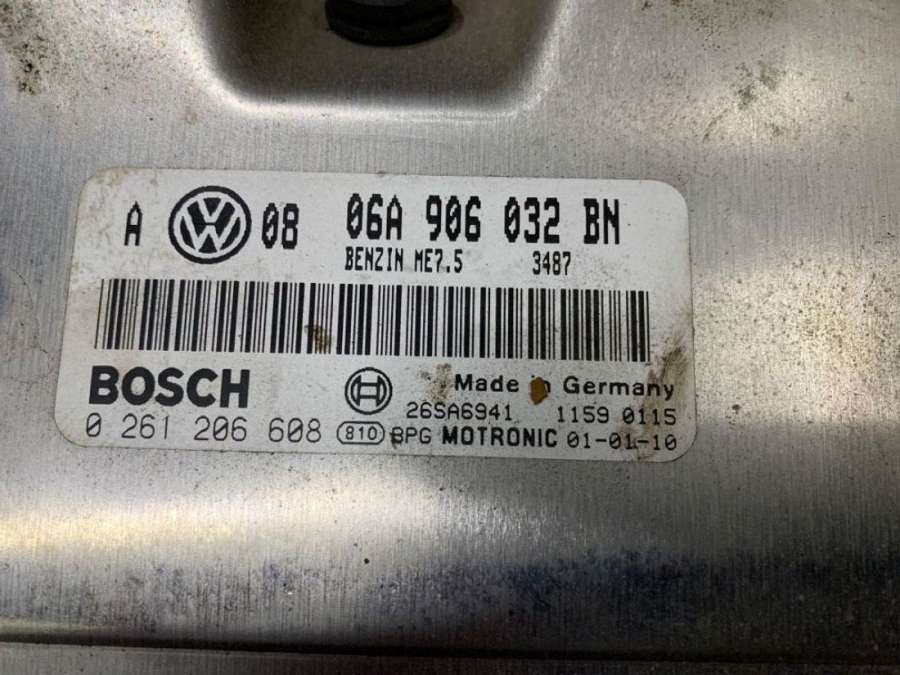 A VW 08 06A 906 032 BN
BENZIN ME7.5 3487
BOSCH Made in Germany
26SA6941 1159 0115
0 261 206 608 810 BPG MOTRONIC 01-01-10